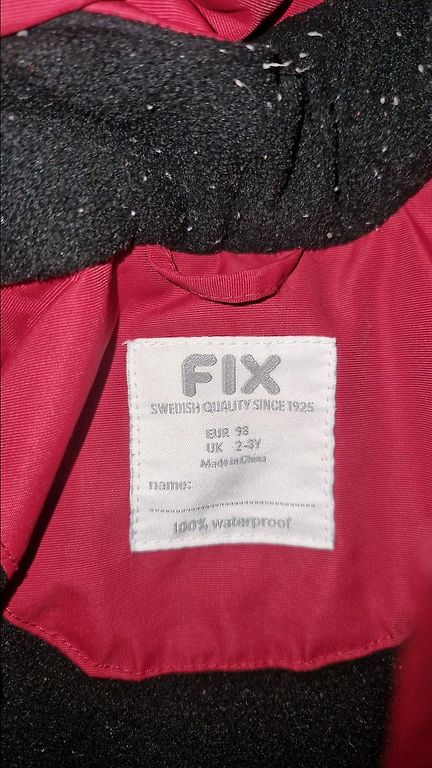 FIX
SWEDISH QUALITY SINCE 1925
EUR 98
UK 2-3Y
Made in China
name:
100% waterproof